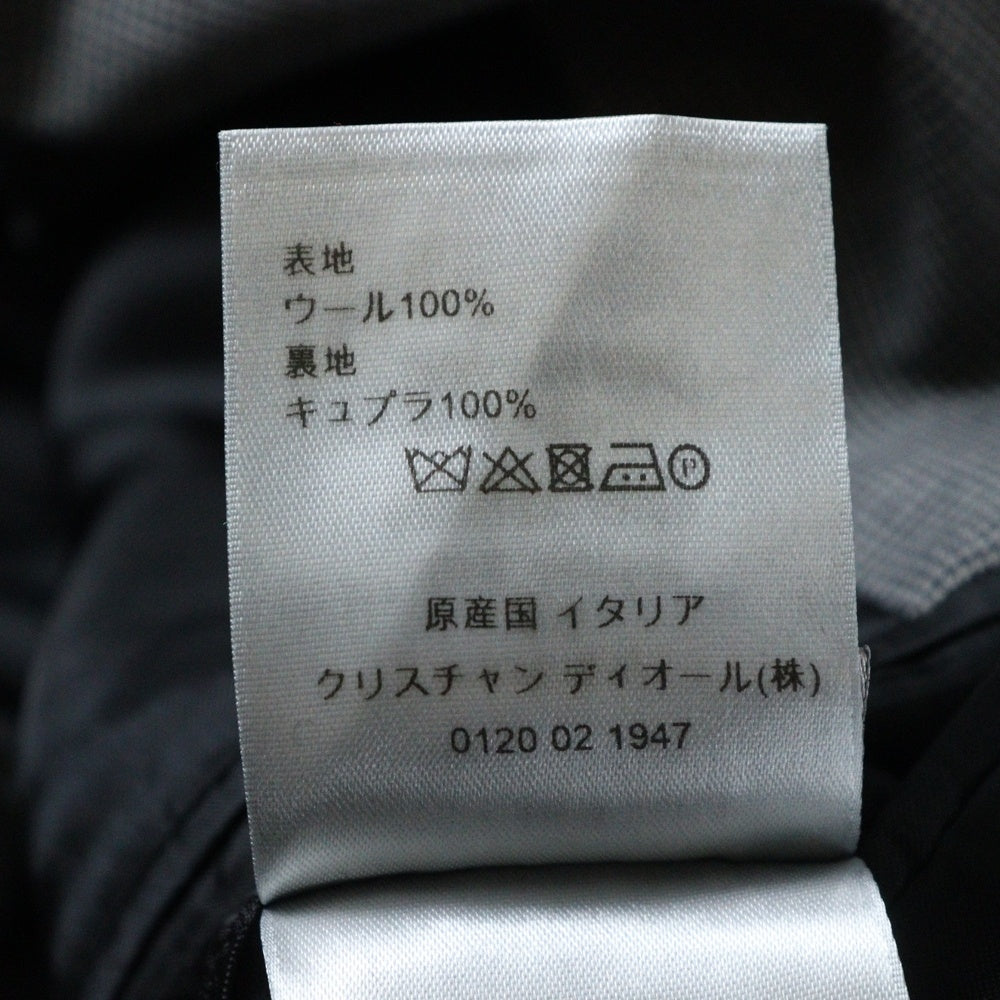 表地
ウール100%
裏地
キュプラ100%
P
原産国 イタリア
クリスチャン ディオール(株)
0120 02 1947